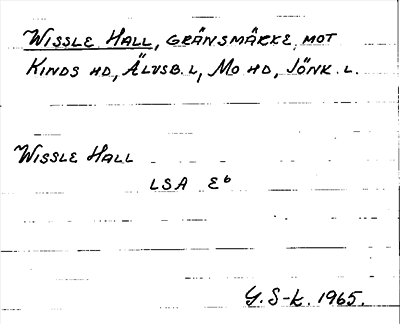 Wissle Hall, gränsmärke mot
Kinds hd, Älvsb. l, Mo hd, Jönk. l.
Wissle Hall
LSA E6
Y. S-k. 1965.